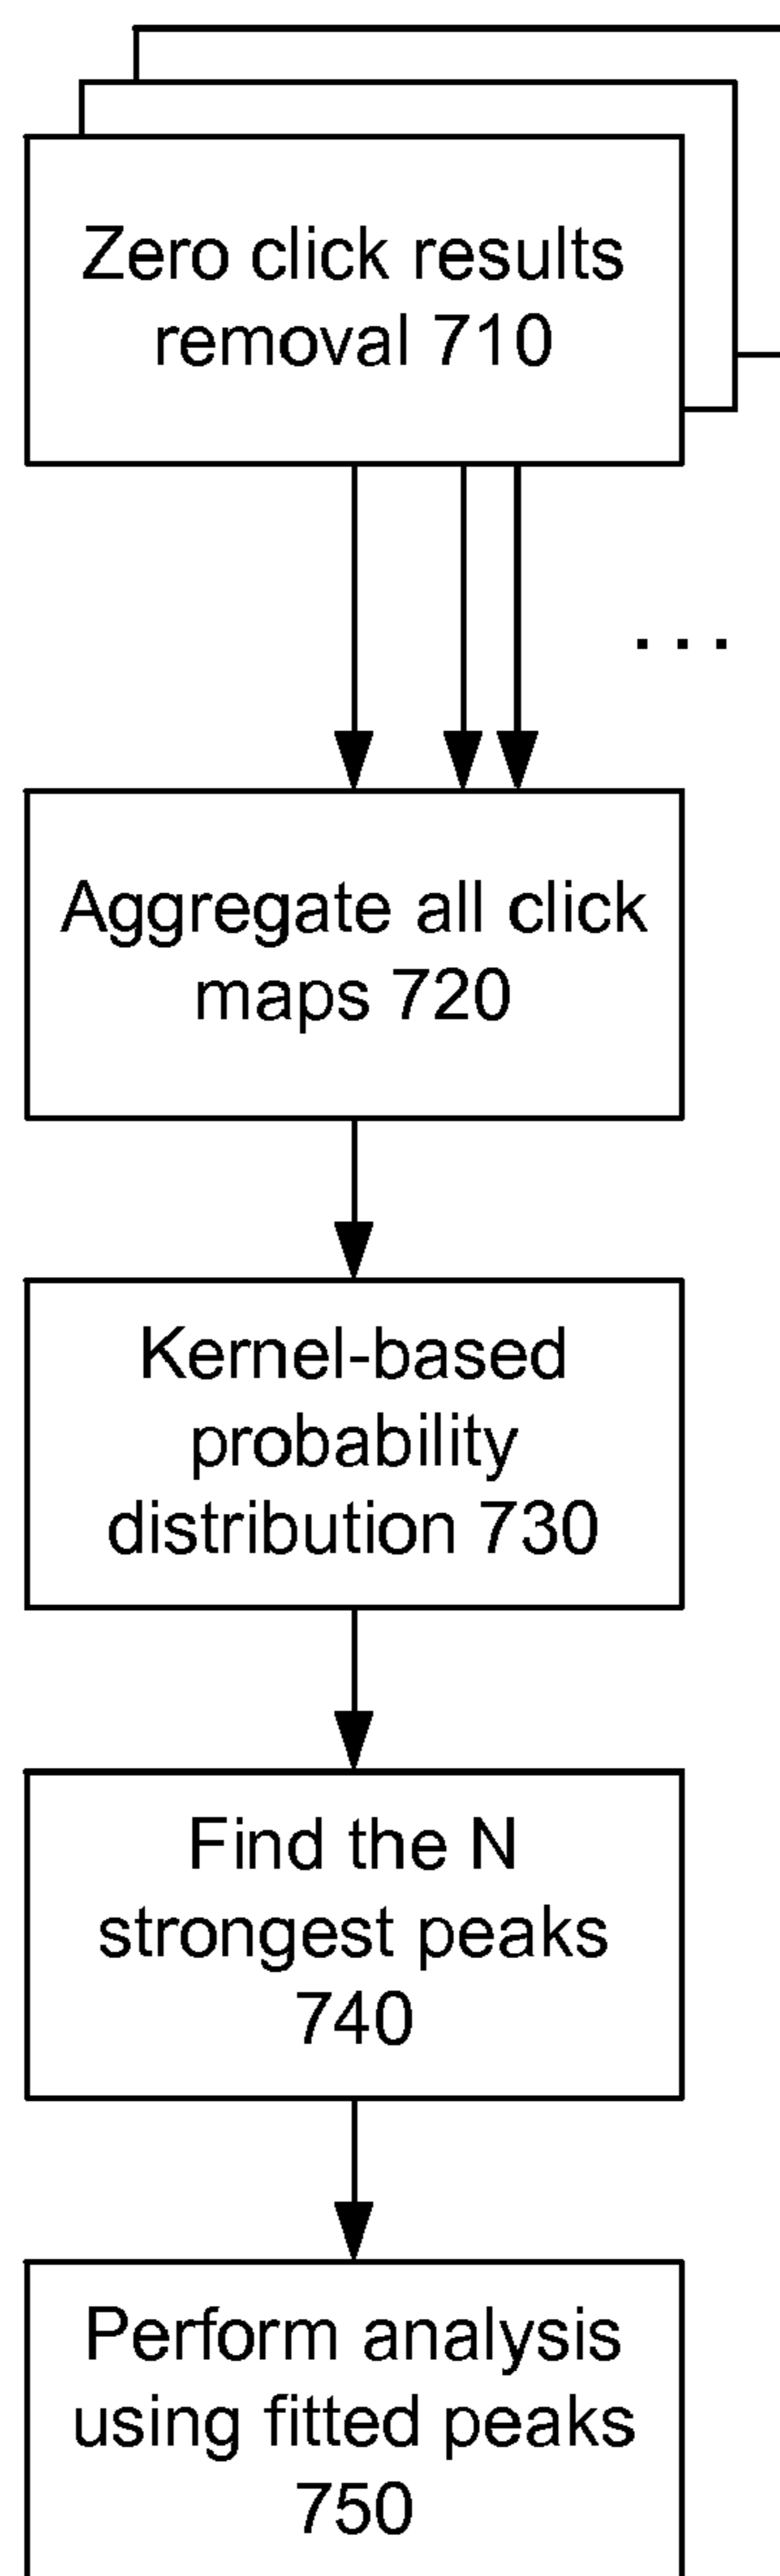 Zero click results
removal 710
. . .
Aggregate all click
maps 720
Kernel-based
probability
distribution 730
Find the N
strongest peaks
740
Perform analysis
using fitted peaks
750